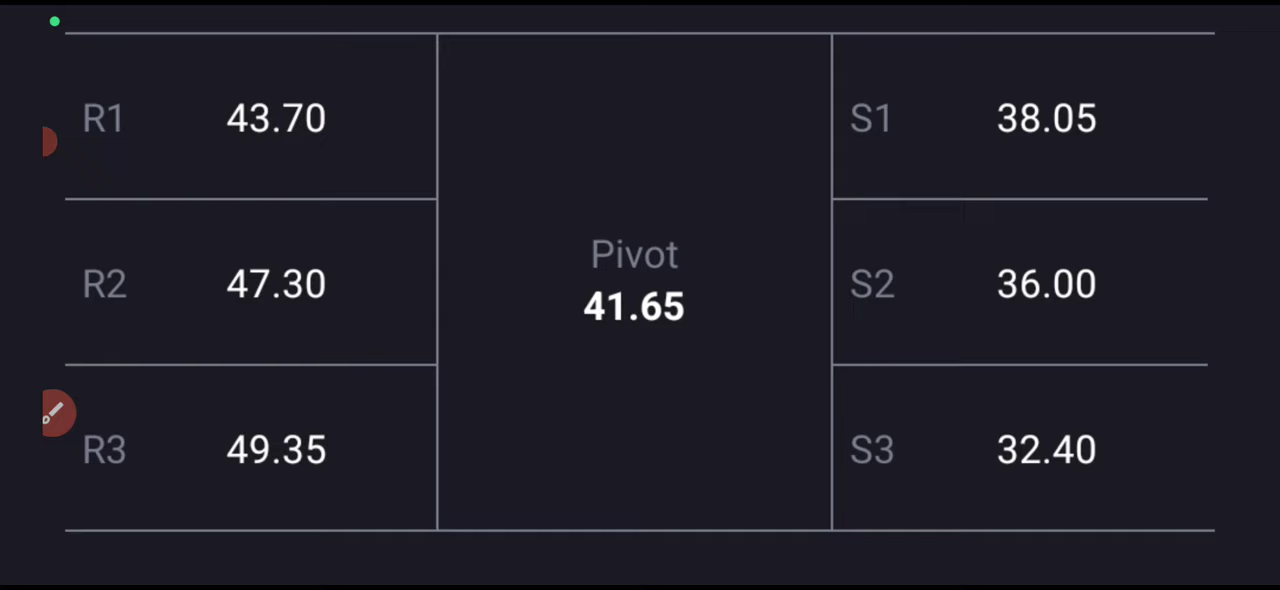 R1 43.70
R2 47.30
R3 49.35
Pivot
41.65
S1 38.05
S2 36.00
S3 32.40